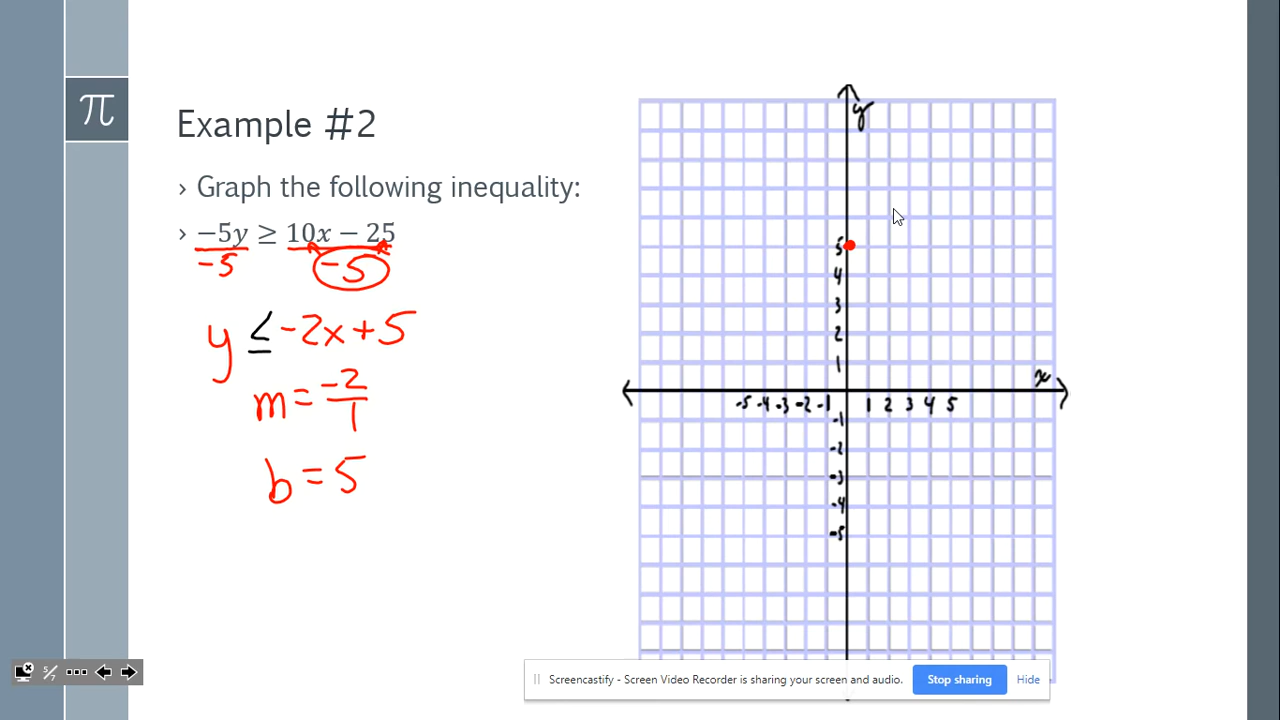 π
Example #2
› Graph the following inequality:
› −5y ≥ 10x − 25
-5 -5
y ≤ -2x+5
m = -2/1
b = 5
y
5
4
3
2
1
x
-5 -4 -3 -2 -1 1 2 3 4 5
-1
-2
-3
-4
-5
5/7
Screencastify - Screen Video Recorder is sharing your screen and audio. Stop sharing Hide